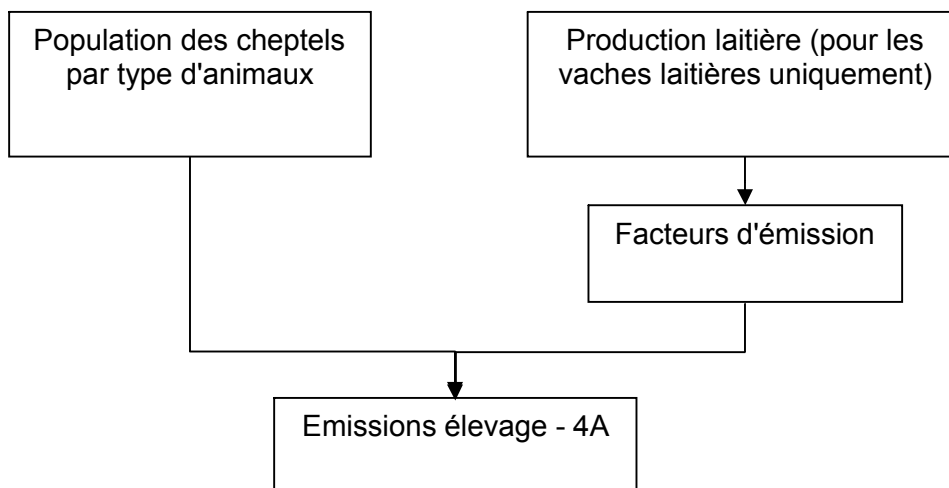 Population des cheptels
par type d'animaux
Production laitière (pour les
vaches laitières uniquement)
Facteurs d'émission
Emissions élevage - 4A